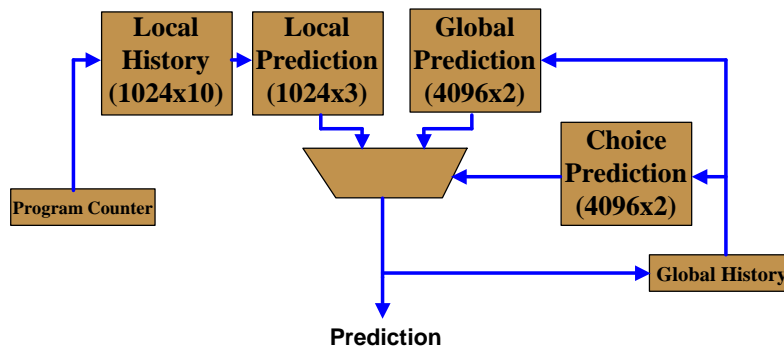 Local
History
(1024x10)
Local
Prediction
(1024x3)
Global
Prediction
(4096x2)
Choice
Prediction
(4096x2)
Program Counter
Global History
Prediction